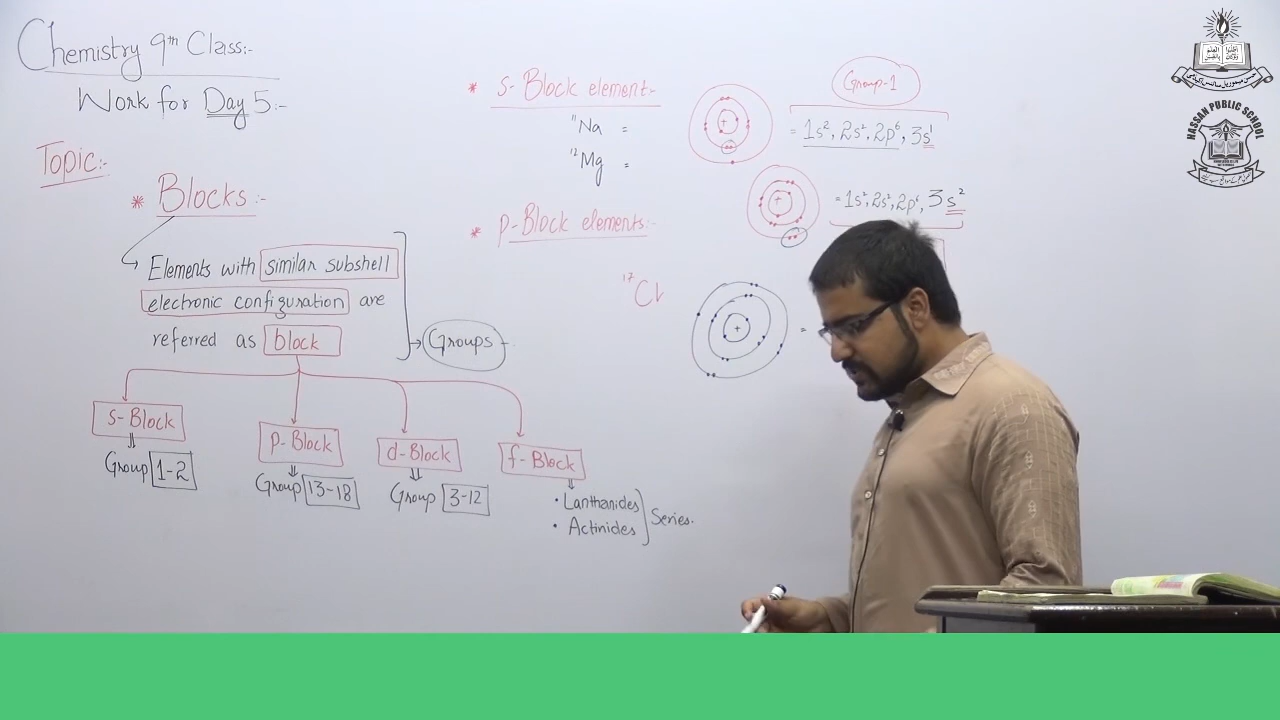 Chemistry 9th Class:-
Work for Day 5:-
Topic:-
* Blocks:-
Elements with similar subshell
electronic configuration are
referred as block
Groups
s-Block
p-Block
d-Block
f-Block
Group 1-2
Group 13-18
Group 3-12
• Lanthanides
• Actinides
Series.
* s-Block element:-
Group-1
¹¹Na =
+
= 1s², 2s², 2p⁶, 3s¹
¹²Mg =
+
= 1s², 2s², 2p⁶, 3s²
* p-Block elements:-
¹⁷Cl
+
=
HASSAN PUBLIC SCHOOL